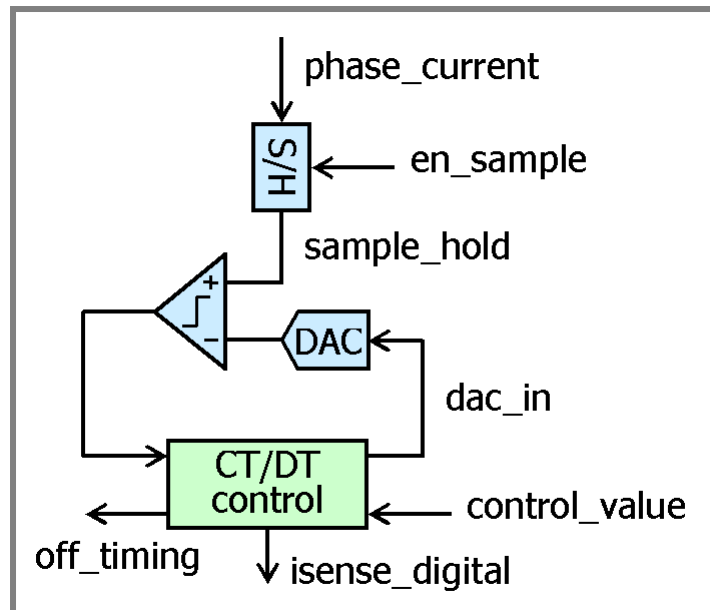 phase_current
S/H
en_sample
sample_hold
+
-
DAC
dac_in
CT/DT
control
control_value
off_timing
isense_digital